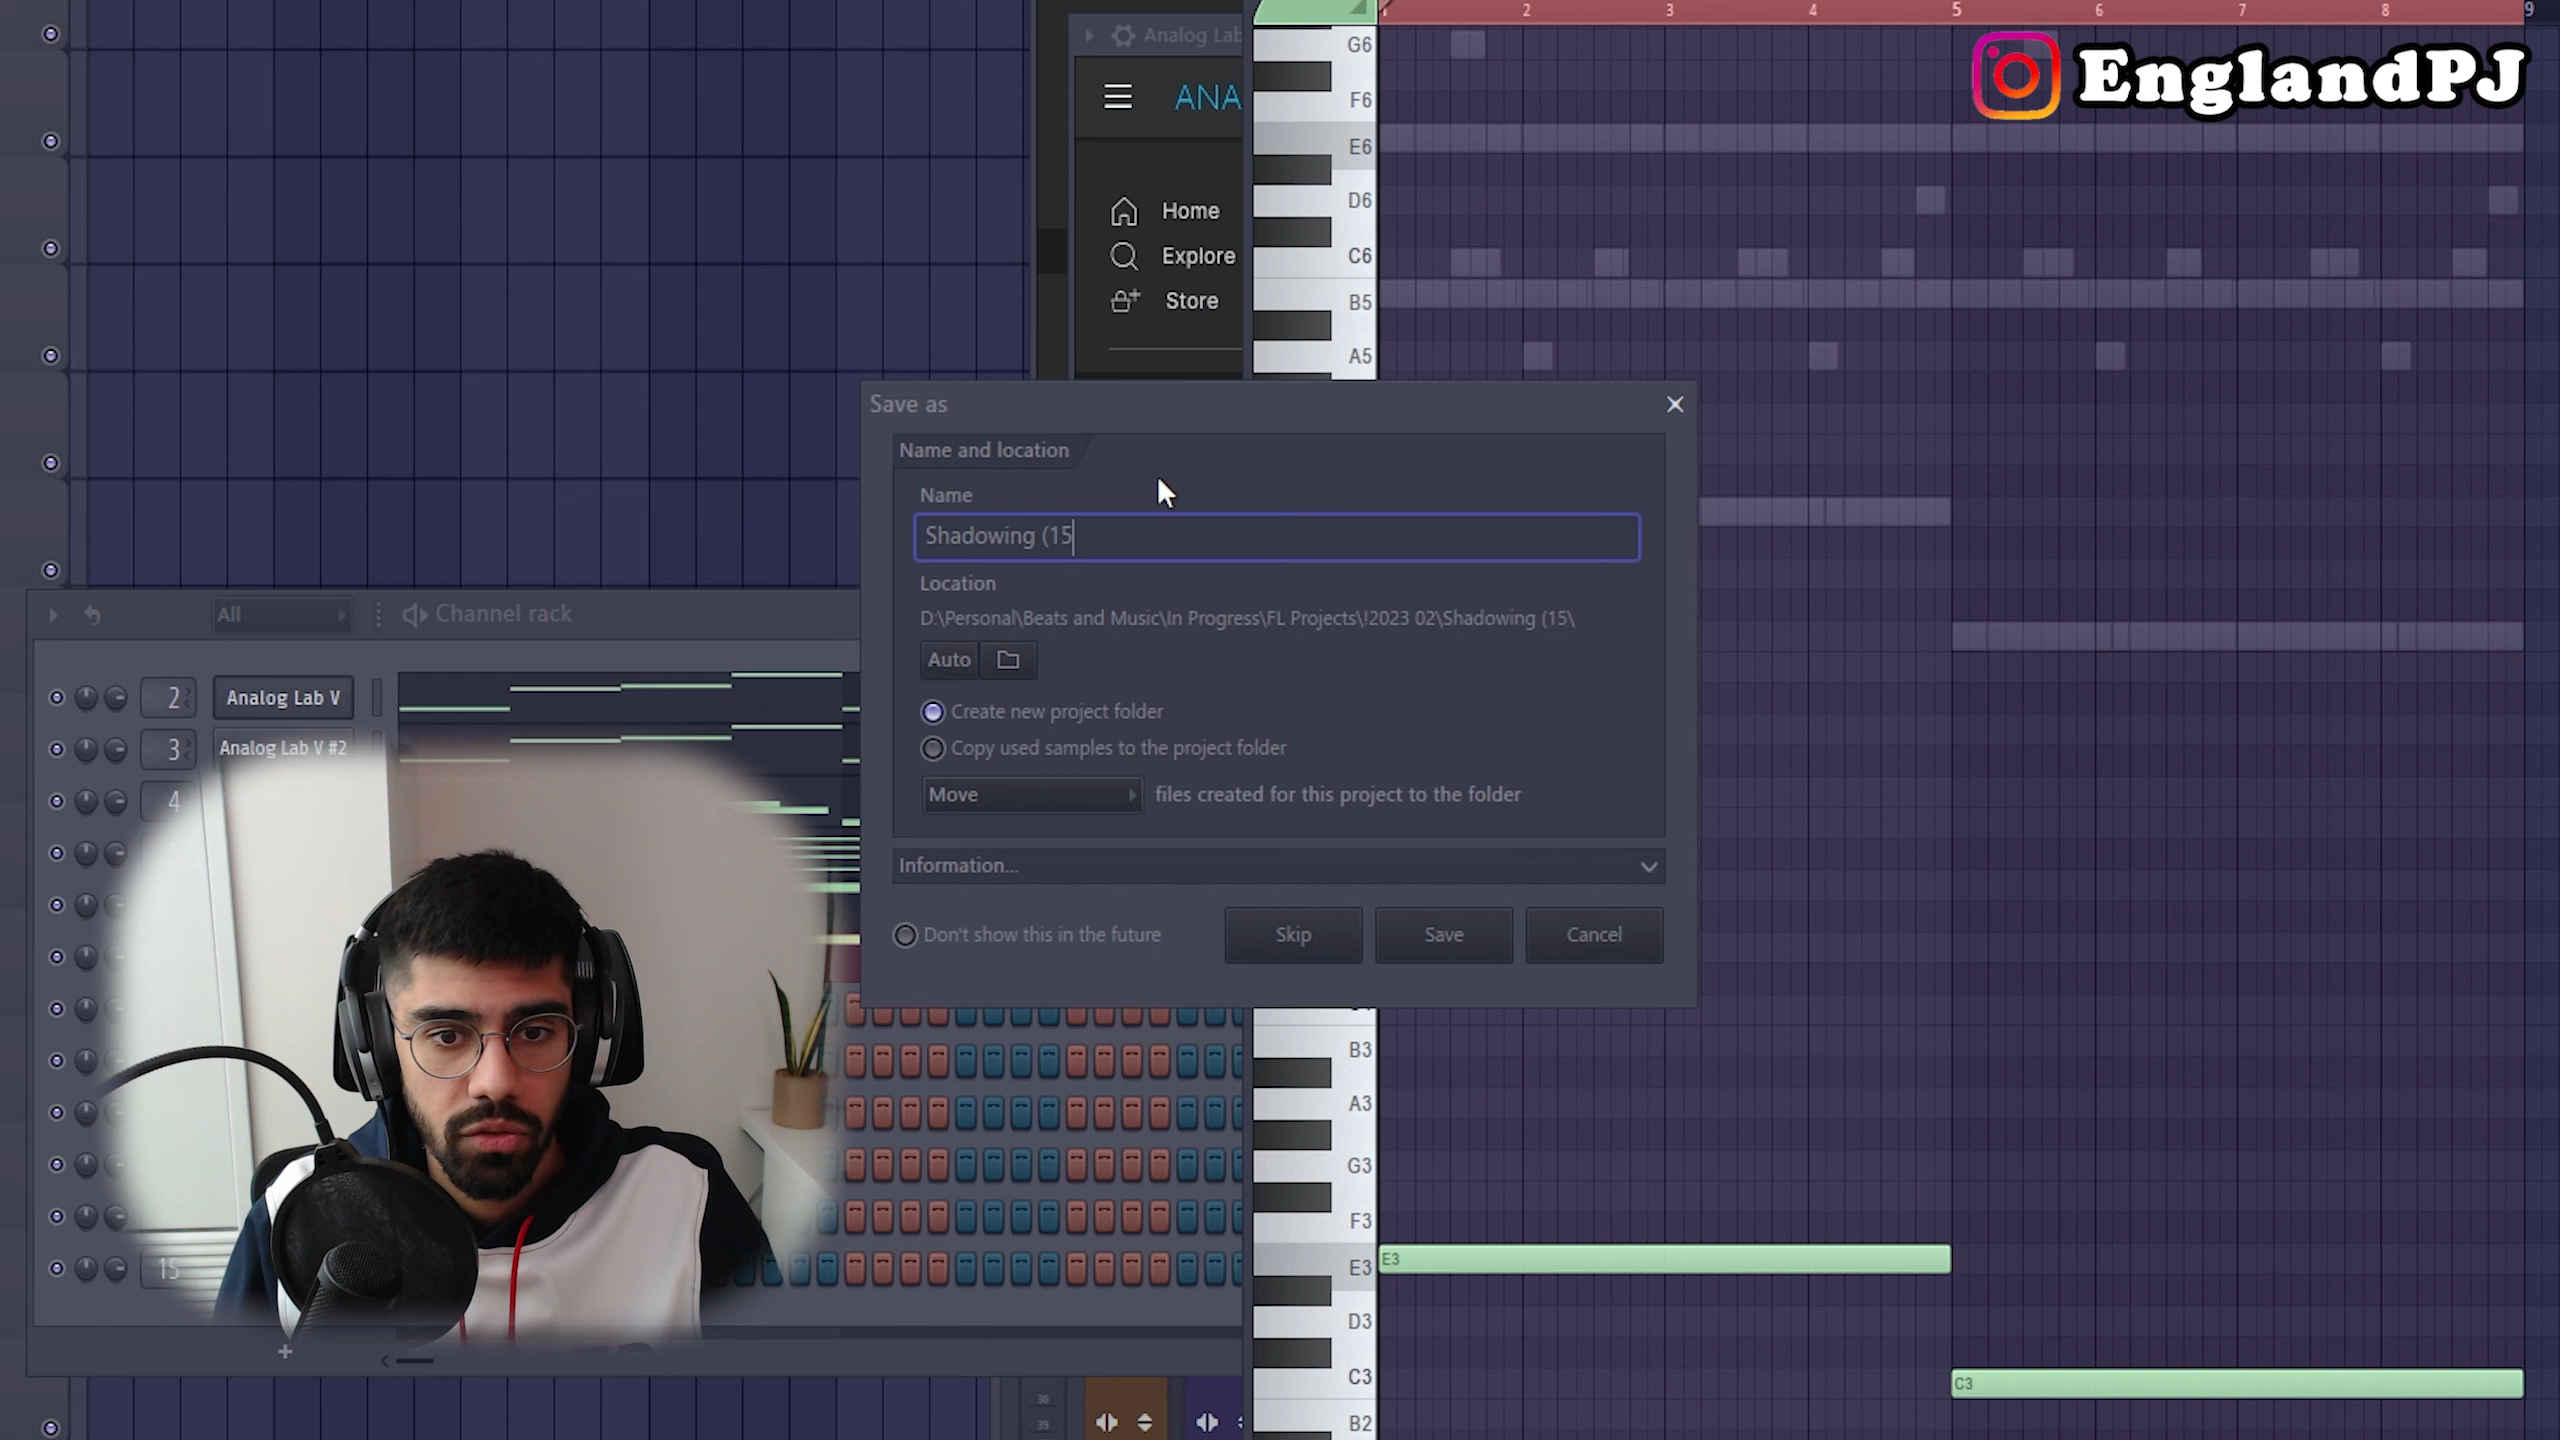 1 2 3 4 5 6 7 8 9
EnglandPJ
Analog Lab
ANA
Home
Explore
Store
G6
F6
E6
D6
C6
B5
A5
Save as
Name and location
Name
Shadowing (15
Location
D:\Personal\Beats and Music\In Progress\FL Projects\!2023 02\Shadowing (15\
Auto
Create new project folder
Copy used samples to the project folder
Move files created for this project to the folder
Information...
Don't show this in the future
Skip
Save
Cancel
All
Channel rack
2 Analog Lab V
3 Analog Lab V #2
4
15
B3
A3
G3
F3
E3 E3
D3
C3 C3
B2
36
39